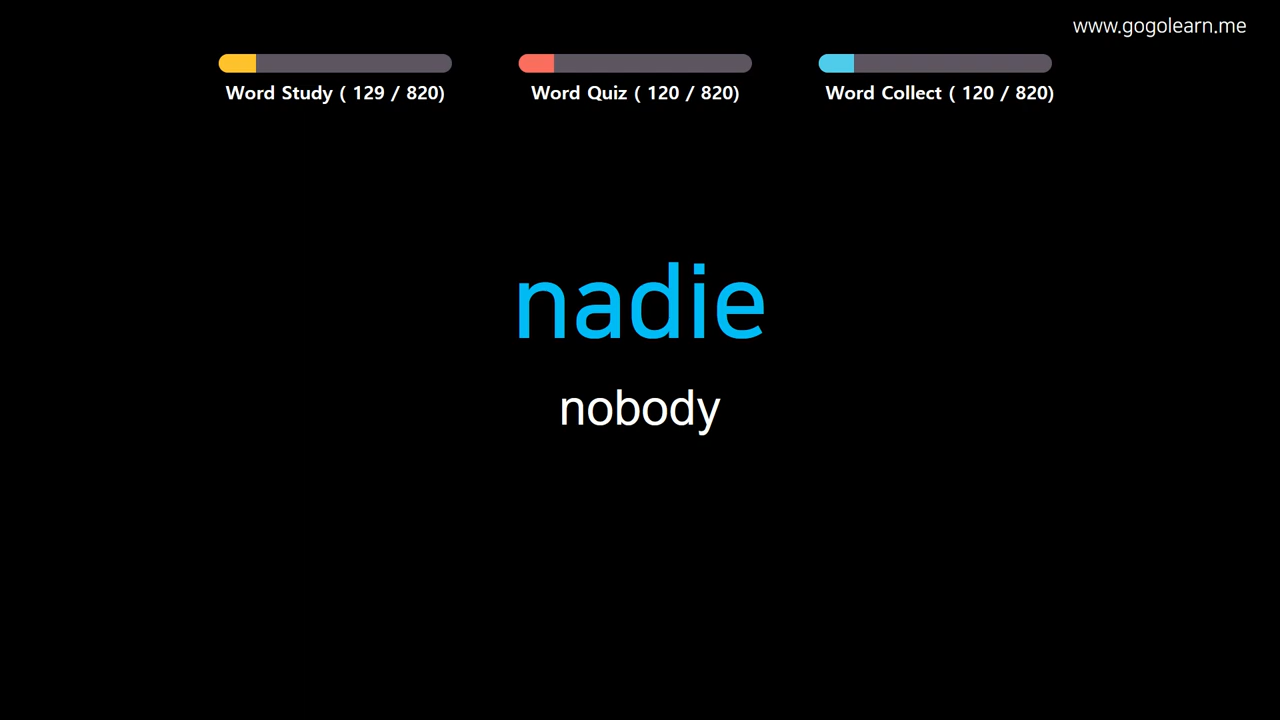 www.gogolearn.me
Word Study ( 129 / 820)
Word Quiz ( 120 / 820)
Word Collect ( 120 / 820)
nadie
nobody